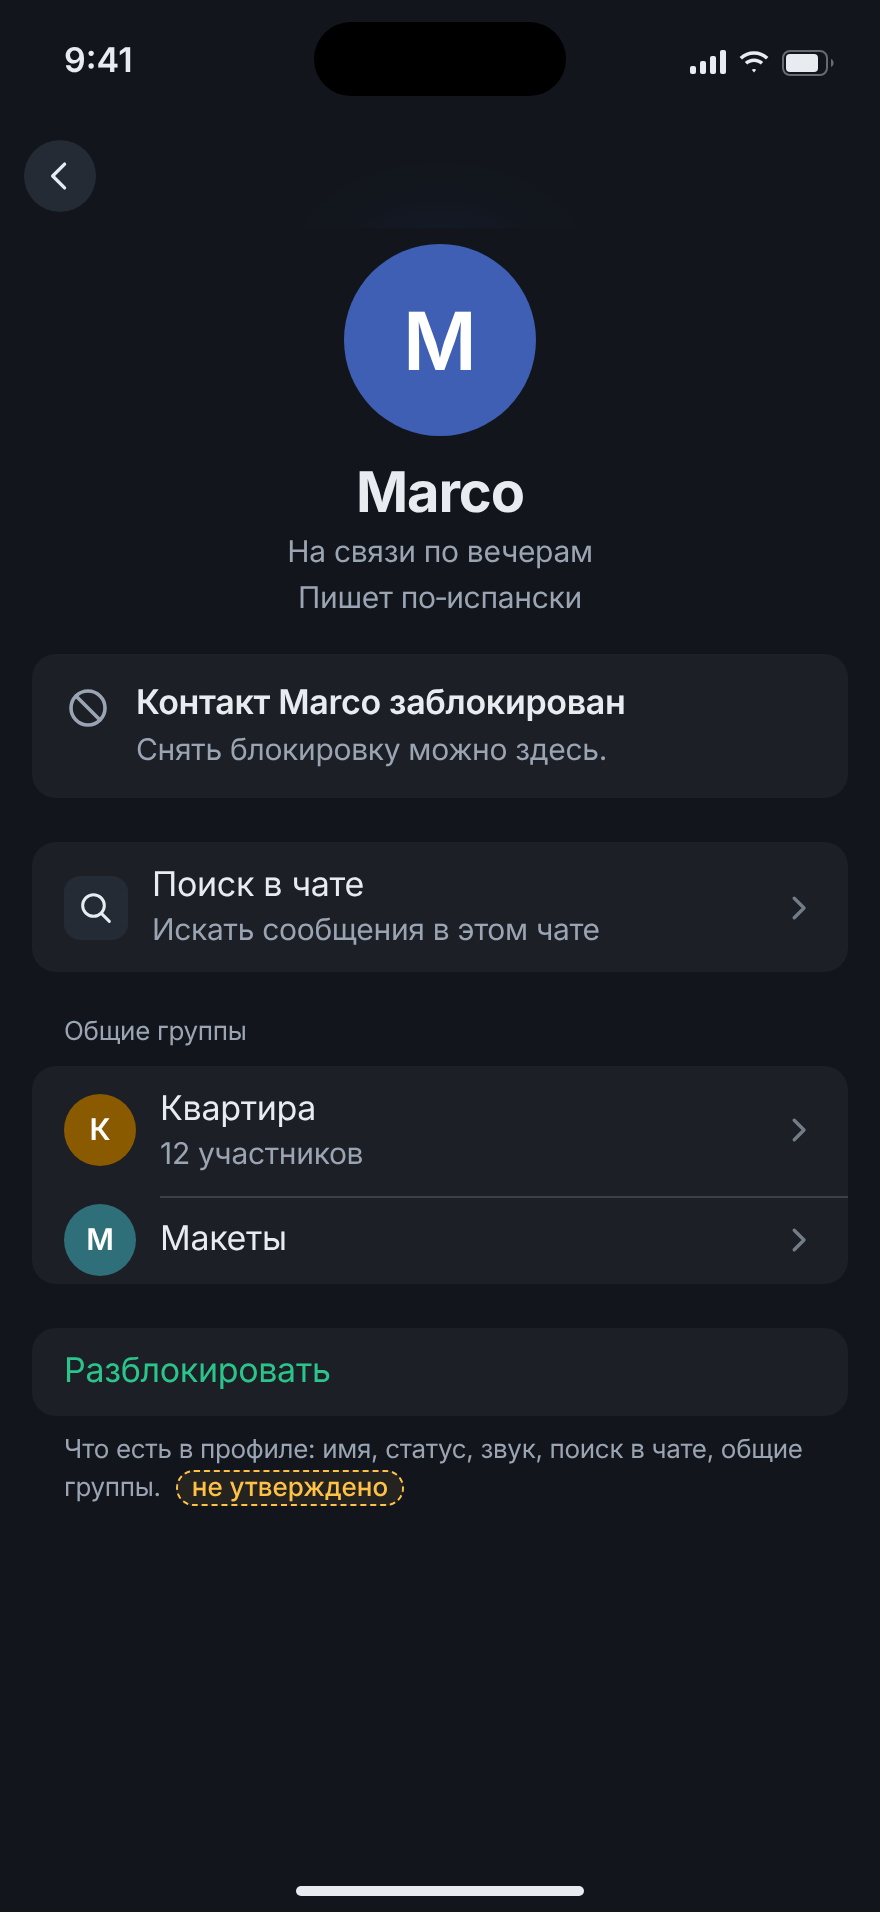 9:41
M
Marco
На связи по вечерам
Пишет по-испански
Контакт Marco заблокирован
Снять блокировку можно здесь.
Поиск в чате
Искать сообщения в этом чате
Общие группы
К
Квартира
12 участников
М
Макеты
Разблокировать
Что есть в профиле: имя, статус, звук, поиск в чате, общие
группы. не утверждено